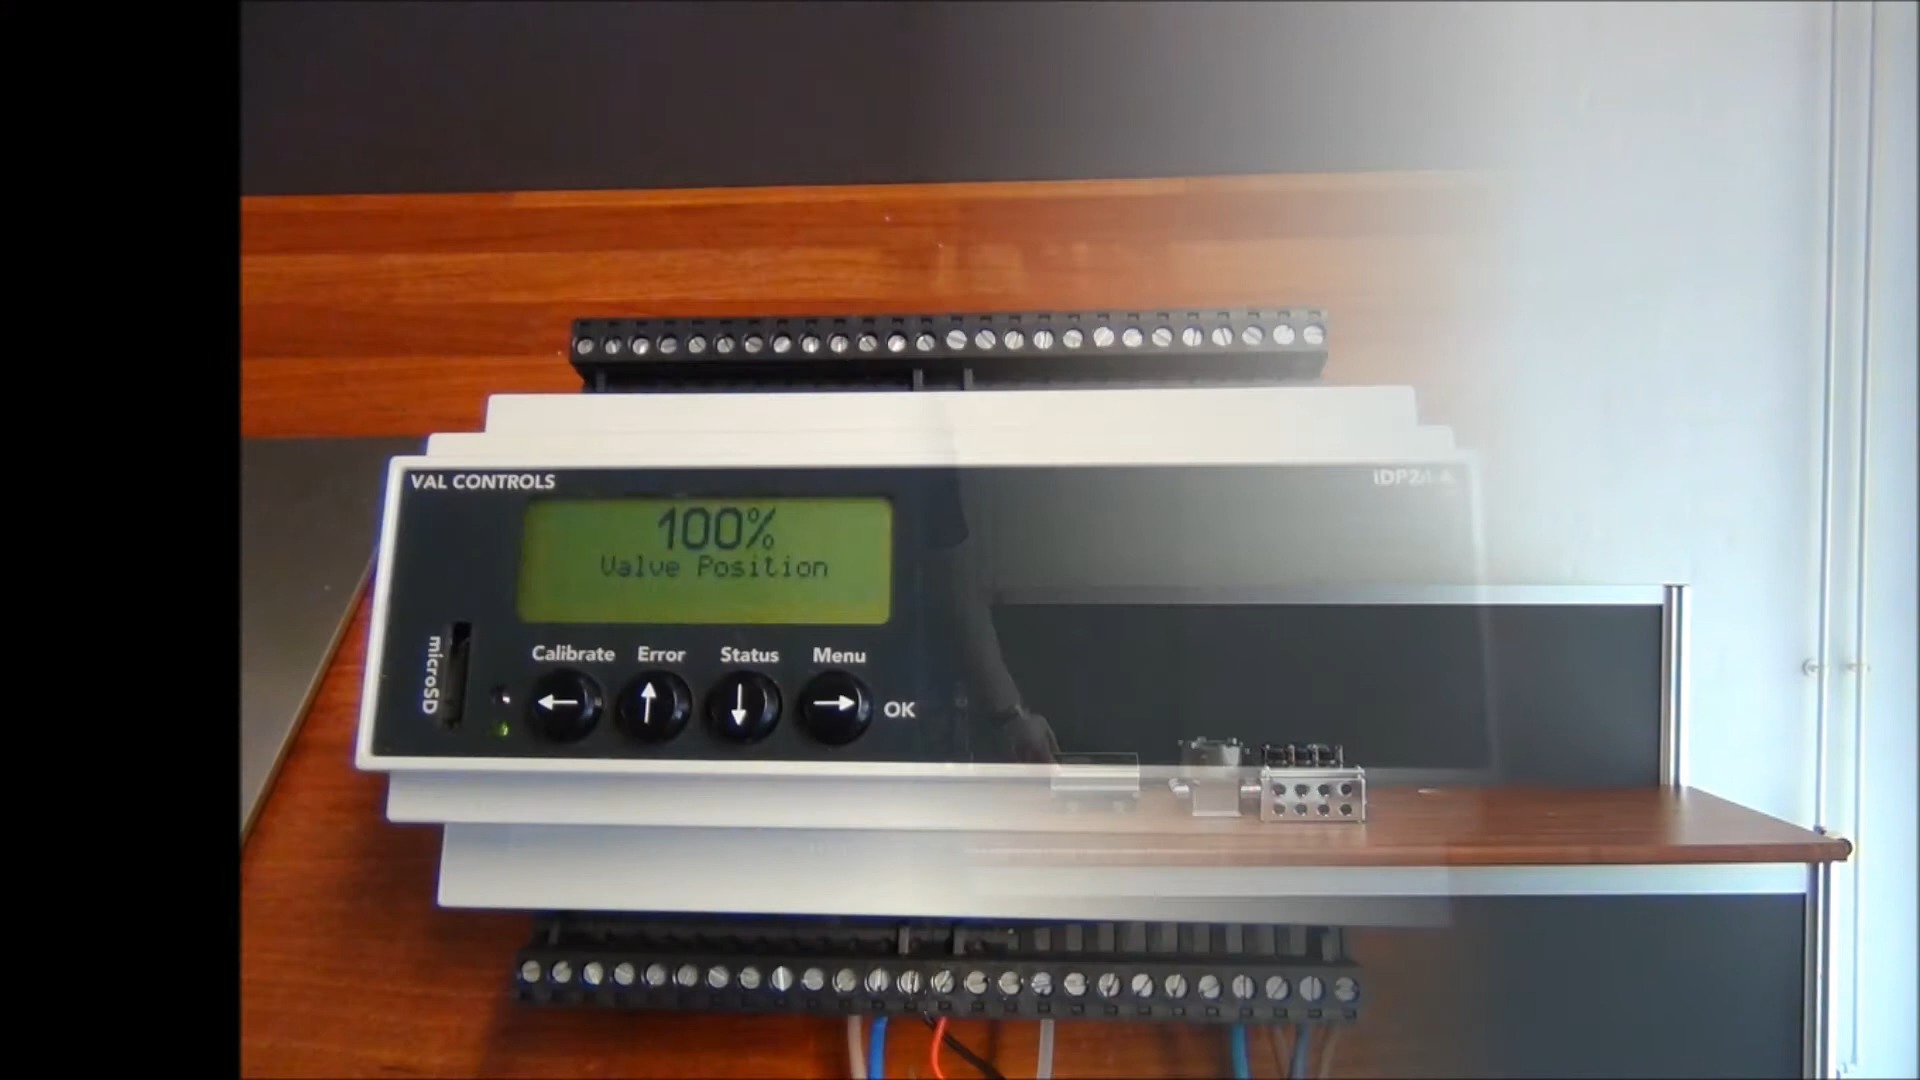 VAL CONTROLS
100%
Valve Position
microSD
Calibrate Error Status Menu
OK